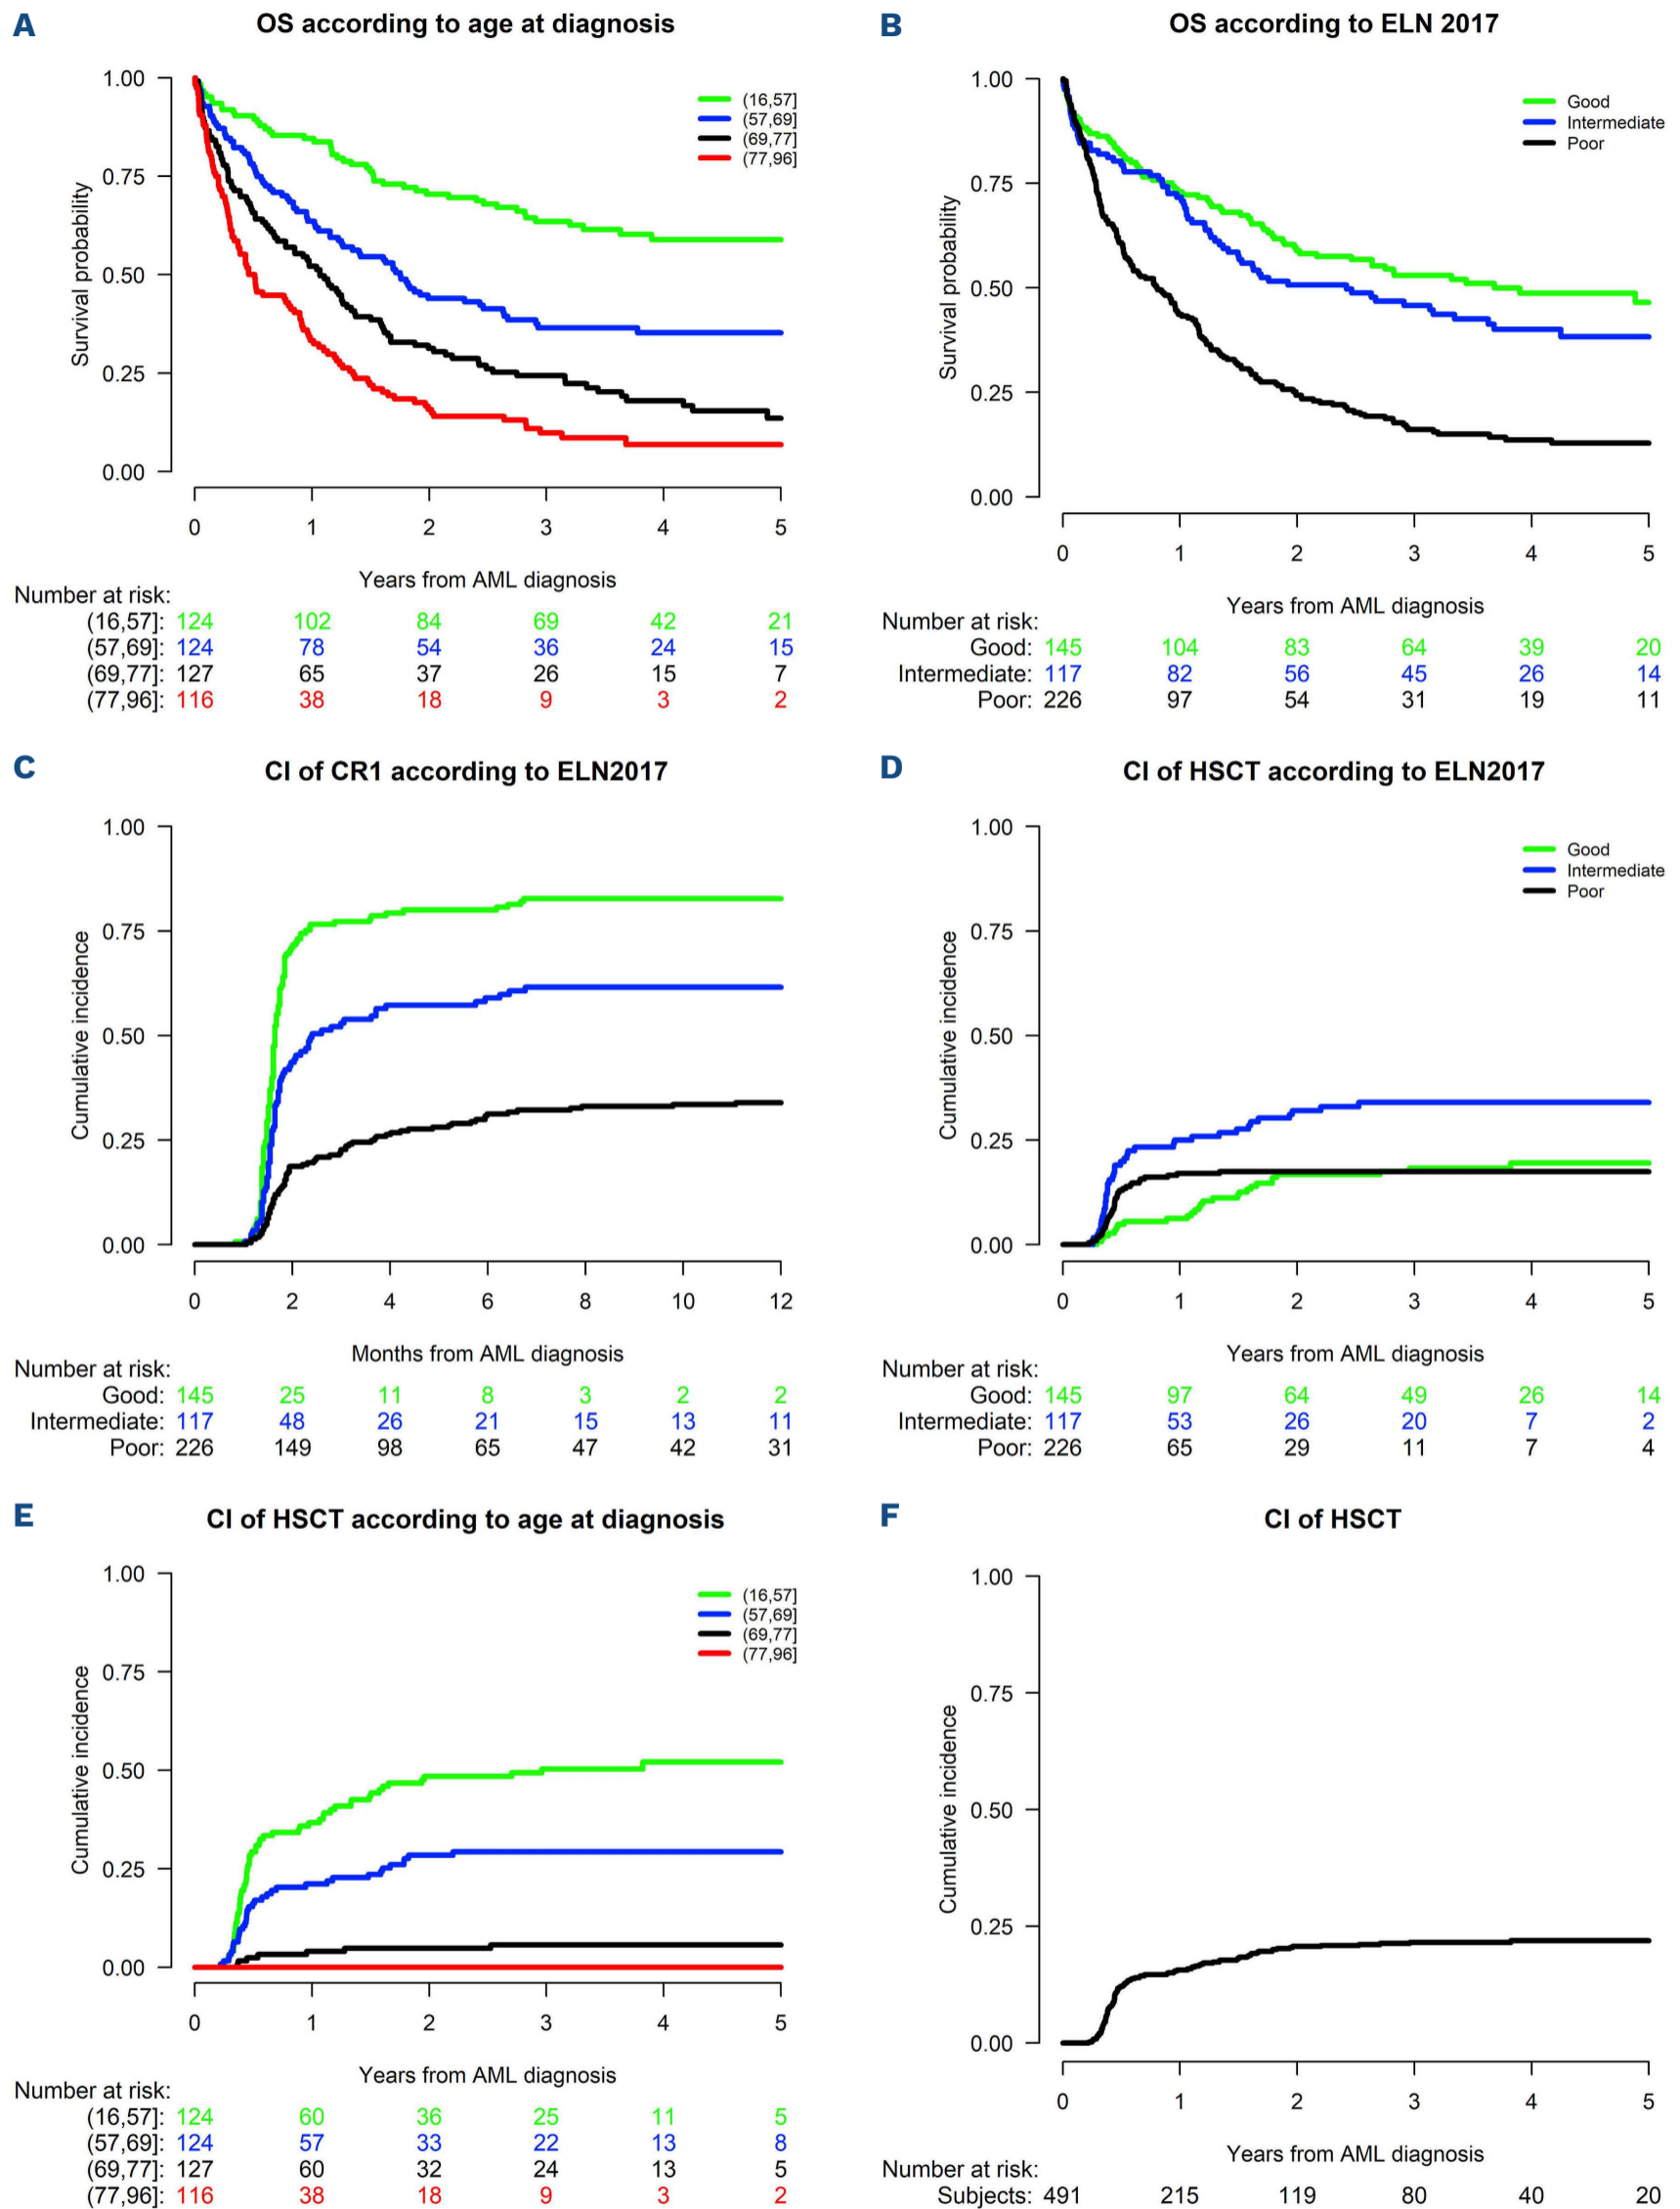 A
OS according to age at diagnosis
1.00
0.75
0.50
0.25
0.00
Survival probability
(16,57]
(57,69]
(69,77]
(77,96]
0 1 2 3 4 5
Years from AML diagnosis
Number at risk:
(16,57]: 124 102 84 69 42 21
(57,69]: 124 78 54 36 24 15
(69,77]: 127 65 37 26 15 7
(77,96]: 116 38 18 9 3 2
B
OS according to ELN 2017
1.00
0.75
0.50
0.25
0.00
Survival probability
Good
Intermediate
Poor
0 1 2 3 4 5
Years from AML diagnosis
Number at risk:
Good: 145 104 83 64 39 20
Intermediate: 117 82 56 45 26 14
Poor: 226 97 54 31 19 11
C
CI of CR1 according to ELN2017
1.00
0.75
0.50
0.25
0.00
Cumulative incidence
0 2 4 6 8 10 12
Months from AML diagnosis
Number at risk:
Good: 145 25 11 8 3 2 2
Intermediate: 117 48 26 21 15 13 11
Poor: 226 149 98 65 47 42 31
D
CI of HSCT according to ELN2017
1.00
0.75
0.50
0.25
0.00
Cumulative incidence
Good
Intermediate
Poor
0 1 2 3 4 5
Years from AML diagnosis
Number at risk:
Good: 145 97 64 49 26 14
Intermediate: 117 53 26 20 7 2
Poor: 226 65 29 11 7 4
E
CI of HSCT according to age at diagnosis
1.00
0.75
0.50
0.25
0.00
Cumulative incidence
(16,57]
(57,69]
(69,77]
(77,96]
0 1 2 3 4 5
Years from AML diagnosis
Number at risk:
(16,57]: 124 60 36 25 11 5
(57,69]: 124 57 33 22 13 8
(69,77]: 127 60 32 24 13 5
(77,96]: 116 38 18 9 3 2
F
CI of HSCT
1.00
0.75
0.50
0.25
0.00
Cumulative incidence
0 1 2 3 4 5
Years from AML diagnosis
Number at risk:
Subjects: 491 215 119 80 40 20